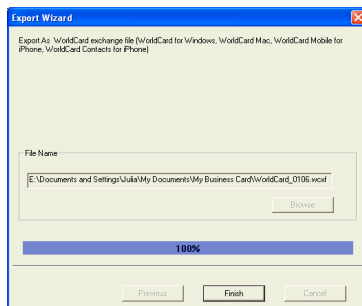 Export Wizard
Export As WorldCard exchange file (WorldCard for Windows, WorldCard Mac, WorldCard Mobile for
iPhone, WorldCard Contacts for iPhone)
File Name
E:\Documents and Settings\Julia\My Documents\My Business Card\WorldCard_0106.wcxf
Browse
100%
Previous
Finish
Cancel